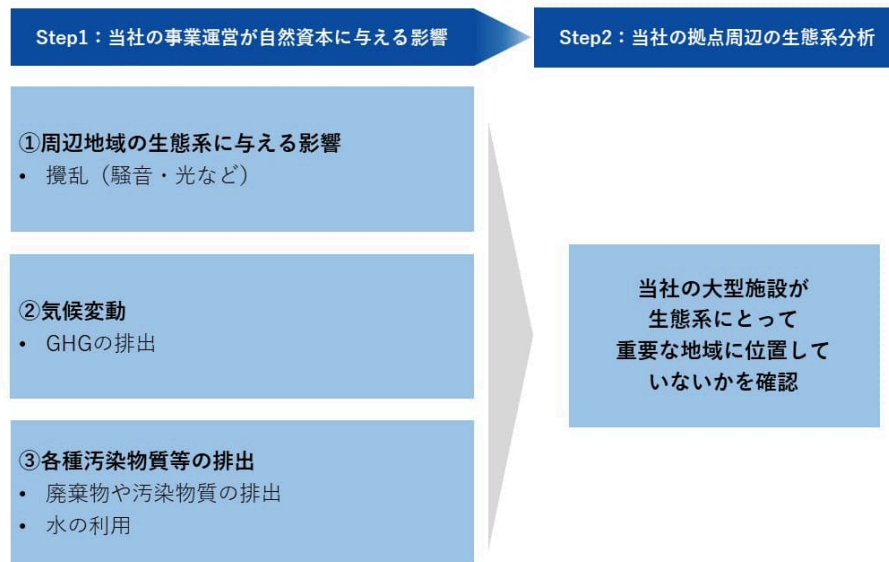 Step1：当社の事業運営が自然資本に与える影響
Step2：当社の拠点周辺の生態系分析
①周辺地域の生態系に与える影響
• 攪乱（騒音・光など）
②気候変動
• GHGの排出
③各種汚染物質等の排出
• 廃棄物や汚染物質の排出
• 水の利用
当社の大型施設が
生態系にとって
重要な地域に位置して
いないかを確認